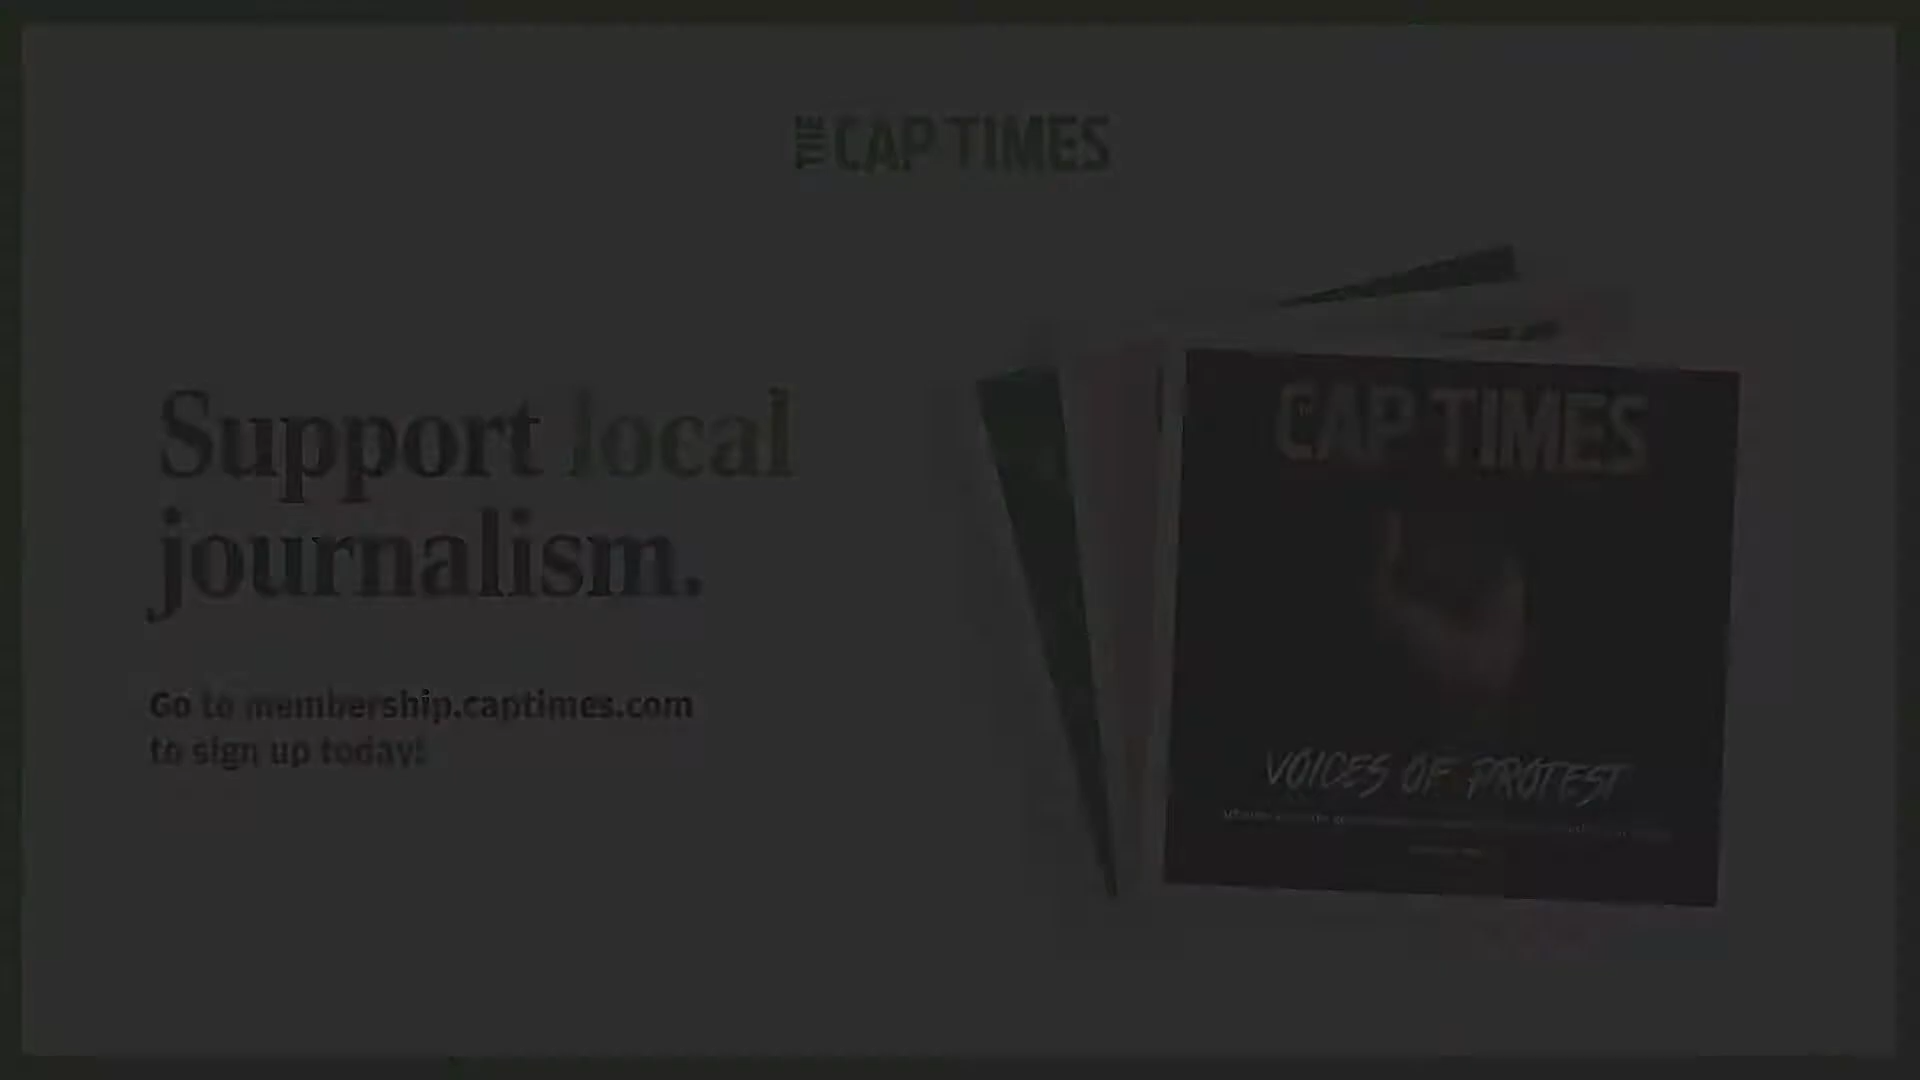 THE CAP TIMES
Support local
journalism.
Go to membership.captimes.com
to sign up today!
CAP TIMES
VOICES OF PROTEST